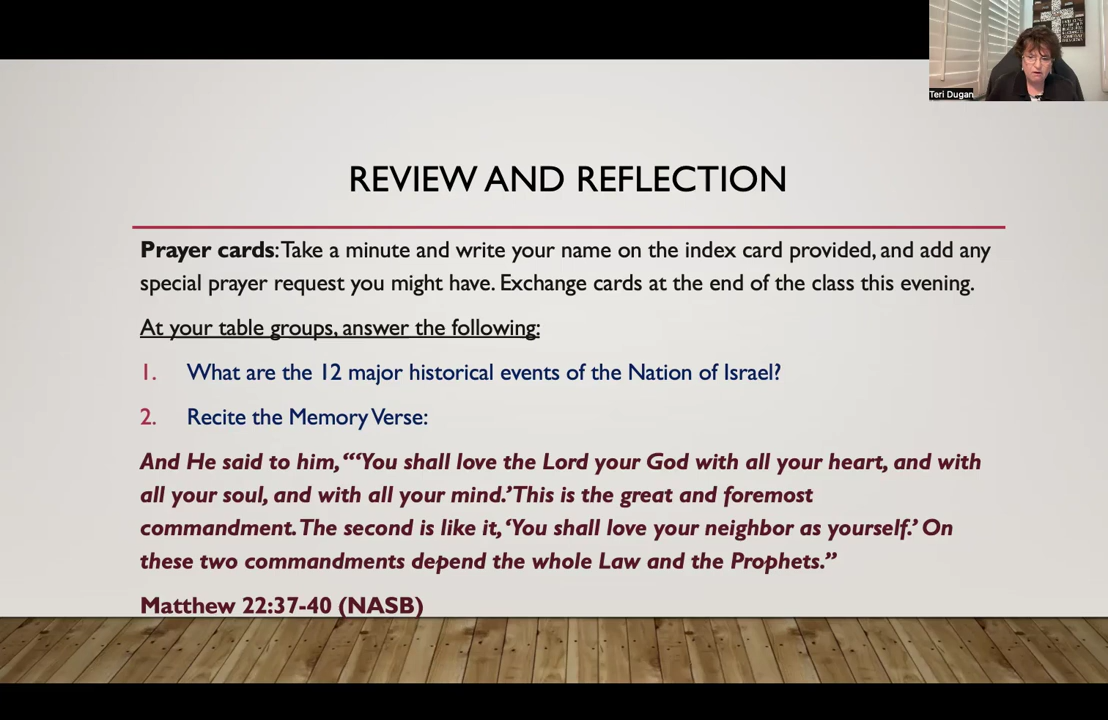 Teri Dugan
REVIEW AND REFLECTION
Prayer cards: Take a minute and write your name on the index card provided, and add any
special prayer request you might have. Exchange cards at the end of the class this evening.
At your table groups, answer the following:
1. What are the 12 major historical events of the Nation of Israel?
2. Recite the Memory Verse:
And He said to him, “‘You shall love the Lord your God with all your heart, and with
all your soul, and with all your mind.’ This is the great and foremost
commandment. The second is like it, ‘You shall love your neighbor as yourself.’ On
these two commandments depend the whole Law and the Prophets.”
Matthew 22:37-40 (NASB)